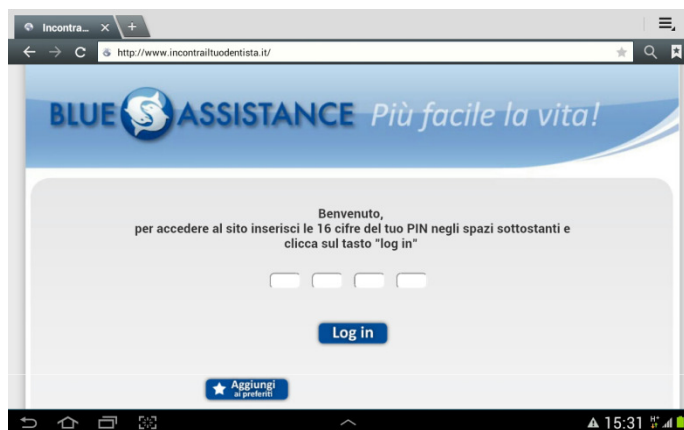 Incontra...
http://www.incontrailtuodentista.it/
BLUE ASSISTANCE Più facile la vita!
Benvenuto,
per accedere al sito inserisci le 16 cifre del tuo PIN negli spazi sottostanti e
clicca sul tasto "log in"
Log in
Aggiungi
ai preferiti
15:31